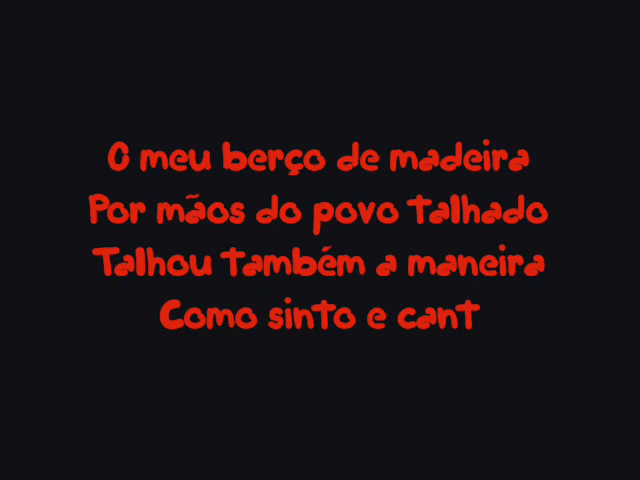 O meu berço de madeira
Por mãos do povo talhado
Talhou também a maneira
Como sinto e cant